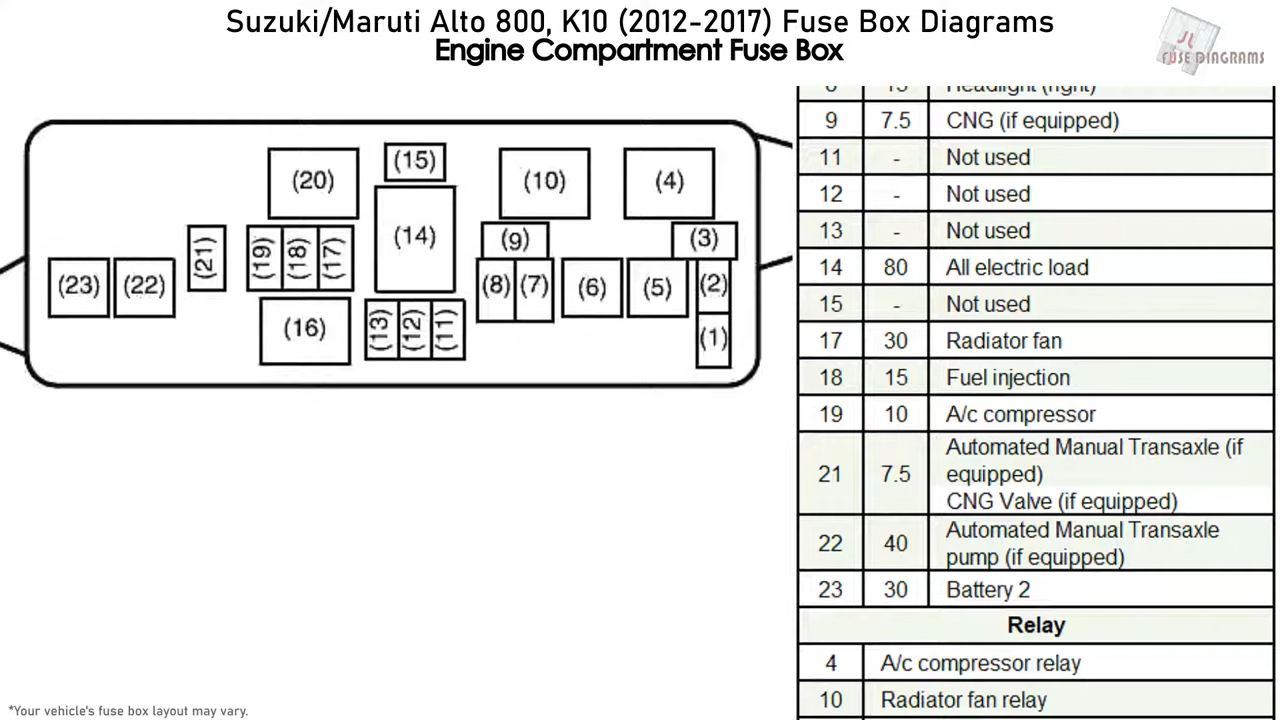 Suzuki/Maruti Alto 800, K10 (2012-2017) Fuse Box Diagrams
Engine Compartment Fuse Box
JL
FUSE DIAGRAMS
(20)
(15)
(10)
(4)
(14)
(21)
(19) (18) (17)
(9)
(3)
(23) (22)
(8) (7)
(6)
(5)
(2)
(16)
(13) (12) (11)
(1)
8 15 Headlight (right)
9 7.5 CNG (if equipped)
11 - Not used
12 - Not used
13 - Not used
14 80 All electric load
15 - Not used
17 30 Radiator fan
18 15 Fuel injection
19 10 A/c compressor
21 7.5 Automated Manual Transaxle (if
equipped)
CNG Valve (if equipped)
22 40 Automated Manual Transaxle
pump (if equipped)
23 30 Battery 2
Relay
4 A/c compressor relay
10 Radiator fan relay
*Your vehicle's fuse box layout may vary.